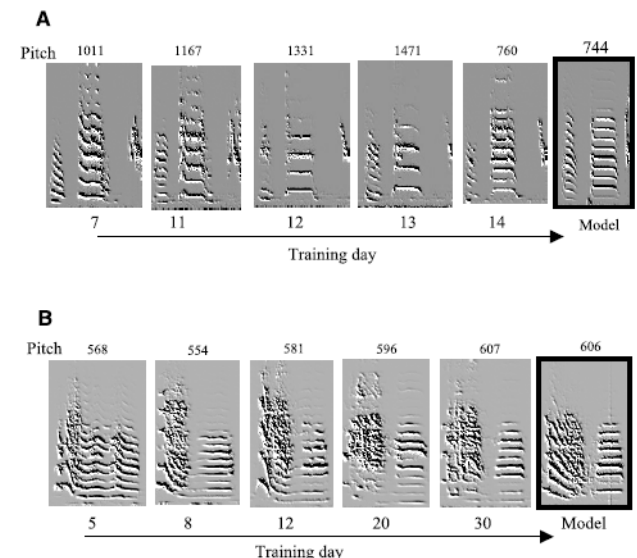 A
Pitch 1011 1167 1331 1471 760 744
7 11 12 13 14 Model
Training day
B
Pitch 568 554 581 596 607 606
5 8 12 20 30 Model
Training day